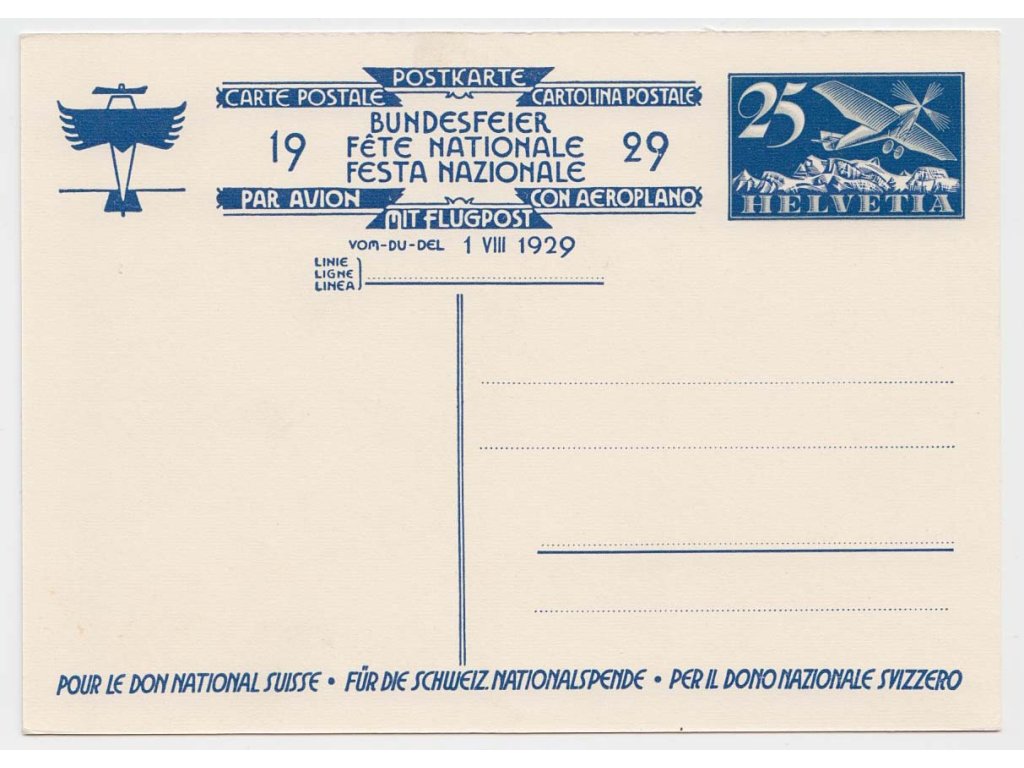 POSTKARTE
CARTE POSTALE
CARTOLINA POSTALE
19
BUNDESFEIER
FÊTE NATIONALE
FESTA NAZIONALE
29
PAR AVION
CON AEROPLANO
MIT FLUGPOST
VOM-DU-DEL 1 VIII 1929
LINIE
LIGNE
LINEA
25
HELVETIA
POUR LE DON NATIONAL SUISSE • FÜR DIE SCHWEIZ. NATIONALSPENDE • PER IL DONO NAZIONALE SVIZZERO